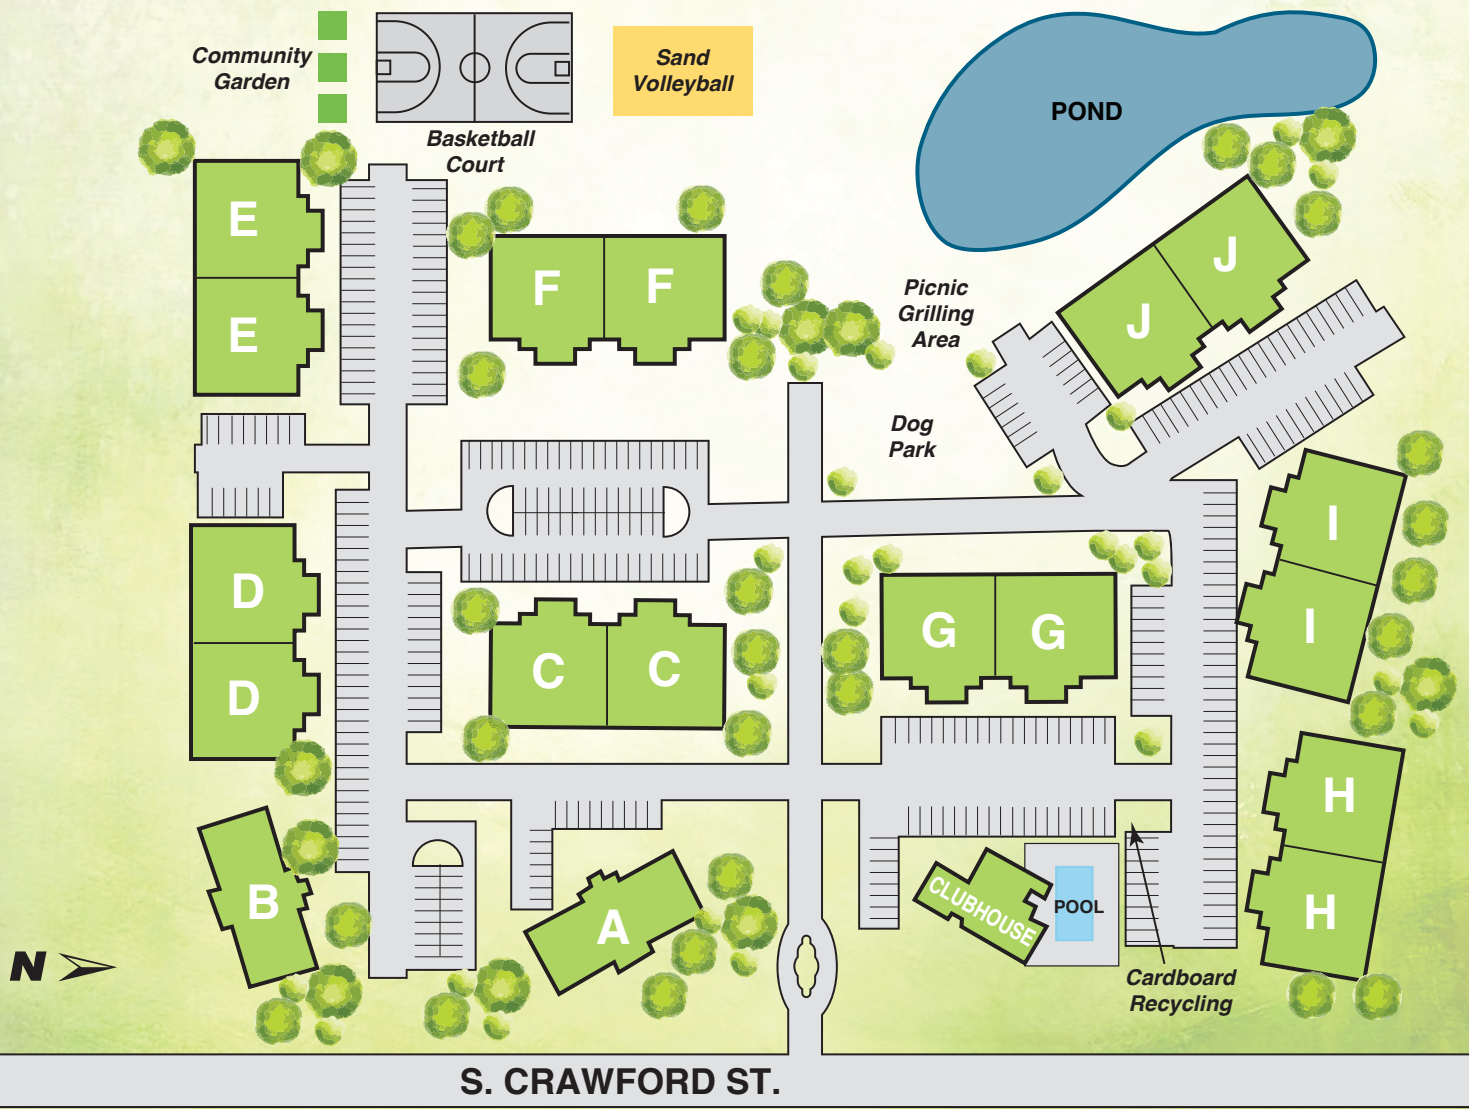 Community
Garden
Sand
Volleyball
POND
Basketball
Court
E
E
F
F
J
J
Picnic
Grilling
Area
Dog
Park
I
I
D
D
C
C
G
G
H
H
B
A
CLUBHOUSE
POOL
N
Cardboard
Recycling
S. CRAWFORD ST.